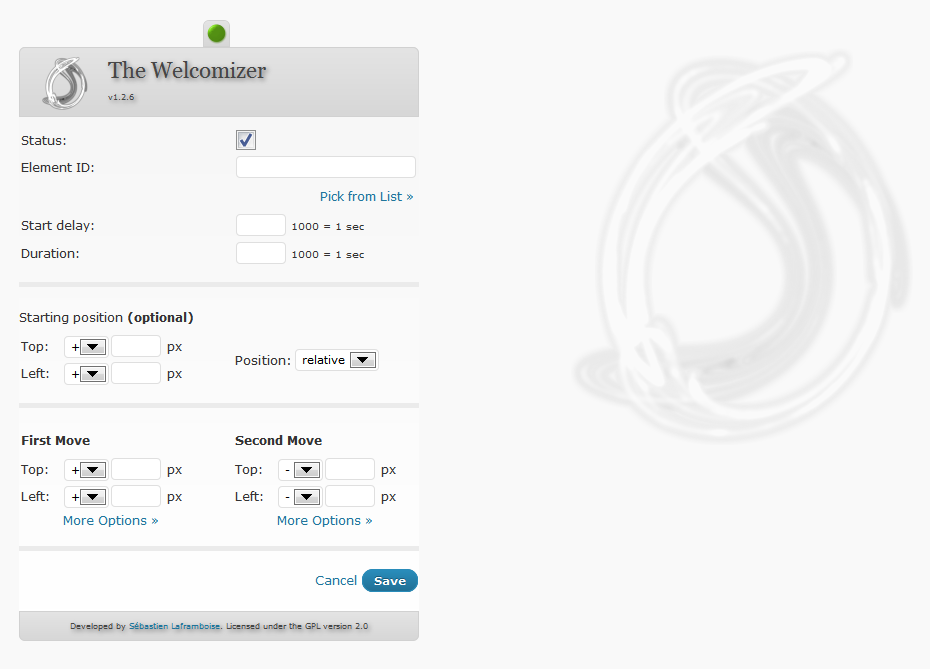 The Welcomizer
v1.2.6
Status:
Element ID:
Pick from List »
Start delay: 1000 = 1 sec
Duration: 1000 = 1 sec
Starting position (optional)
Top: + px
Position: relative
Left: + px
First Move Second Move
Top: + px Top: - px
Left: + px Left: - px
More Options » More Options »
Cancel Save
Developed by Sébastien Laframboise. Licensed under the GPL version 2.0